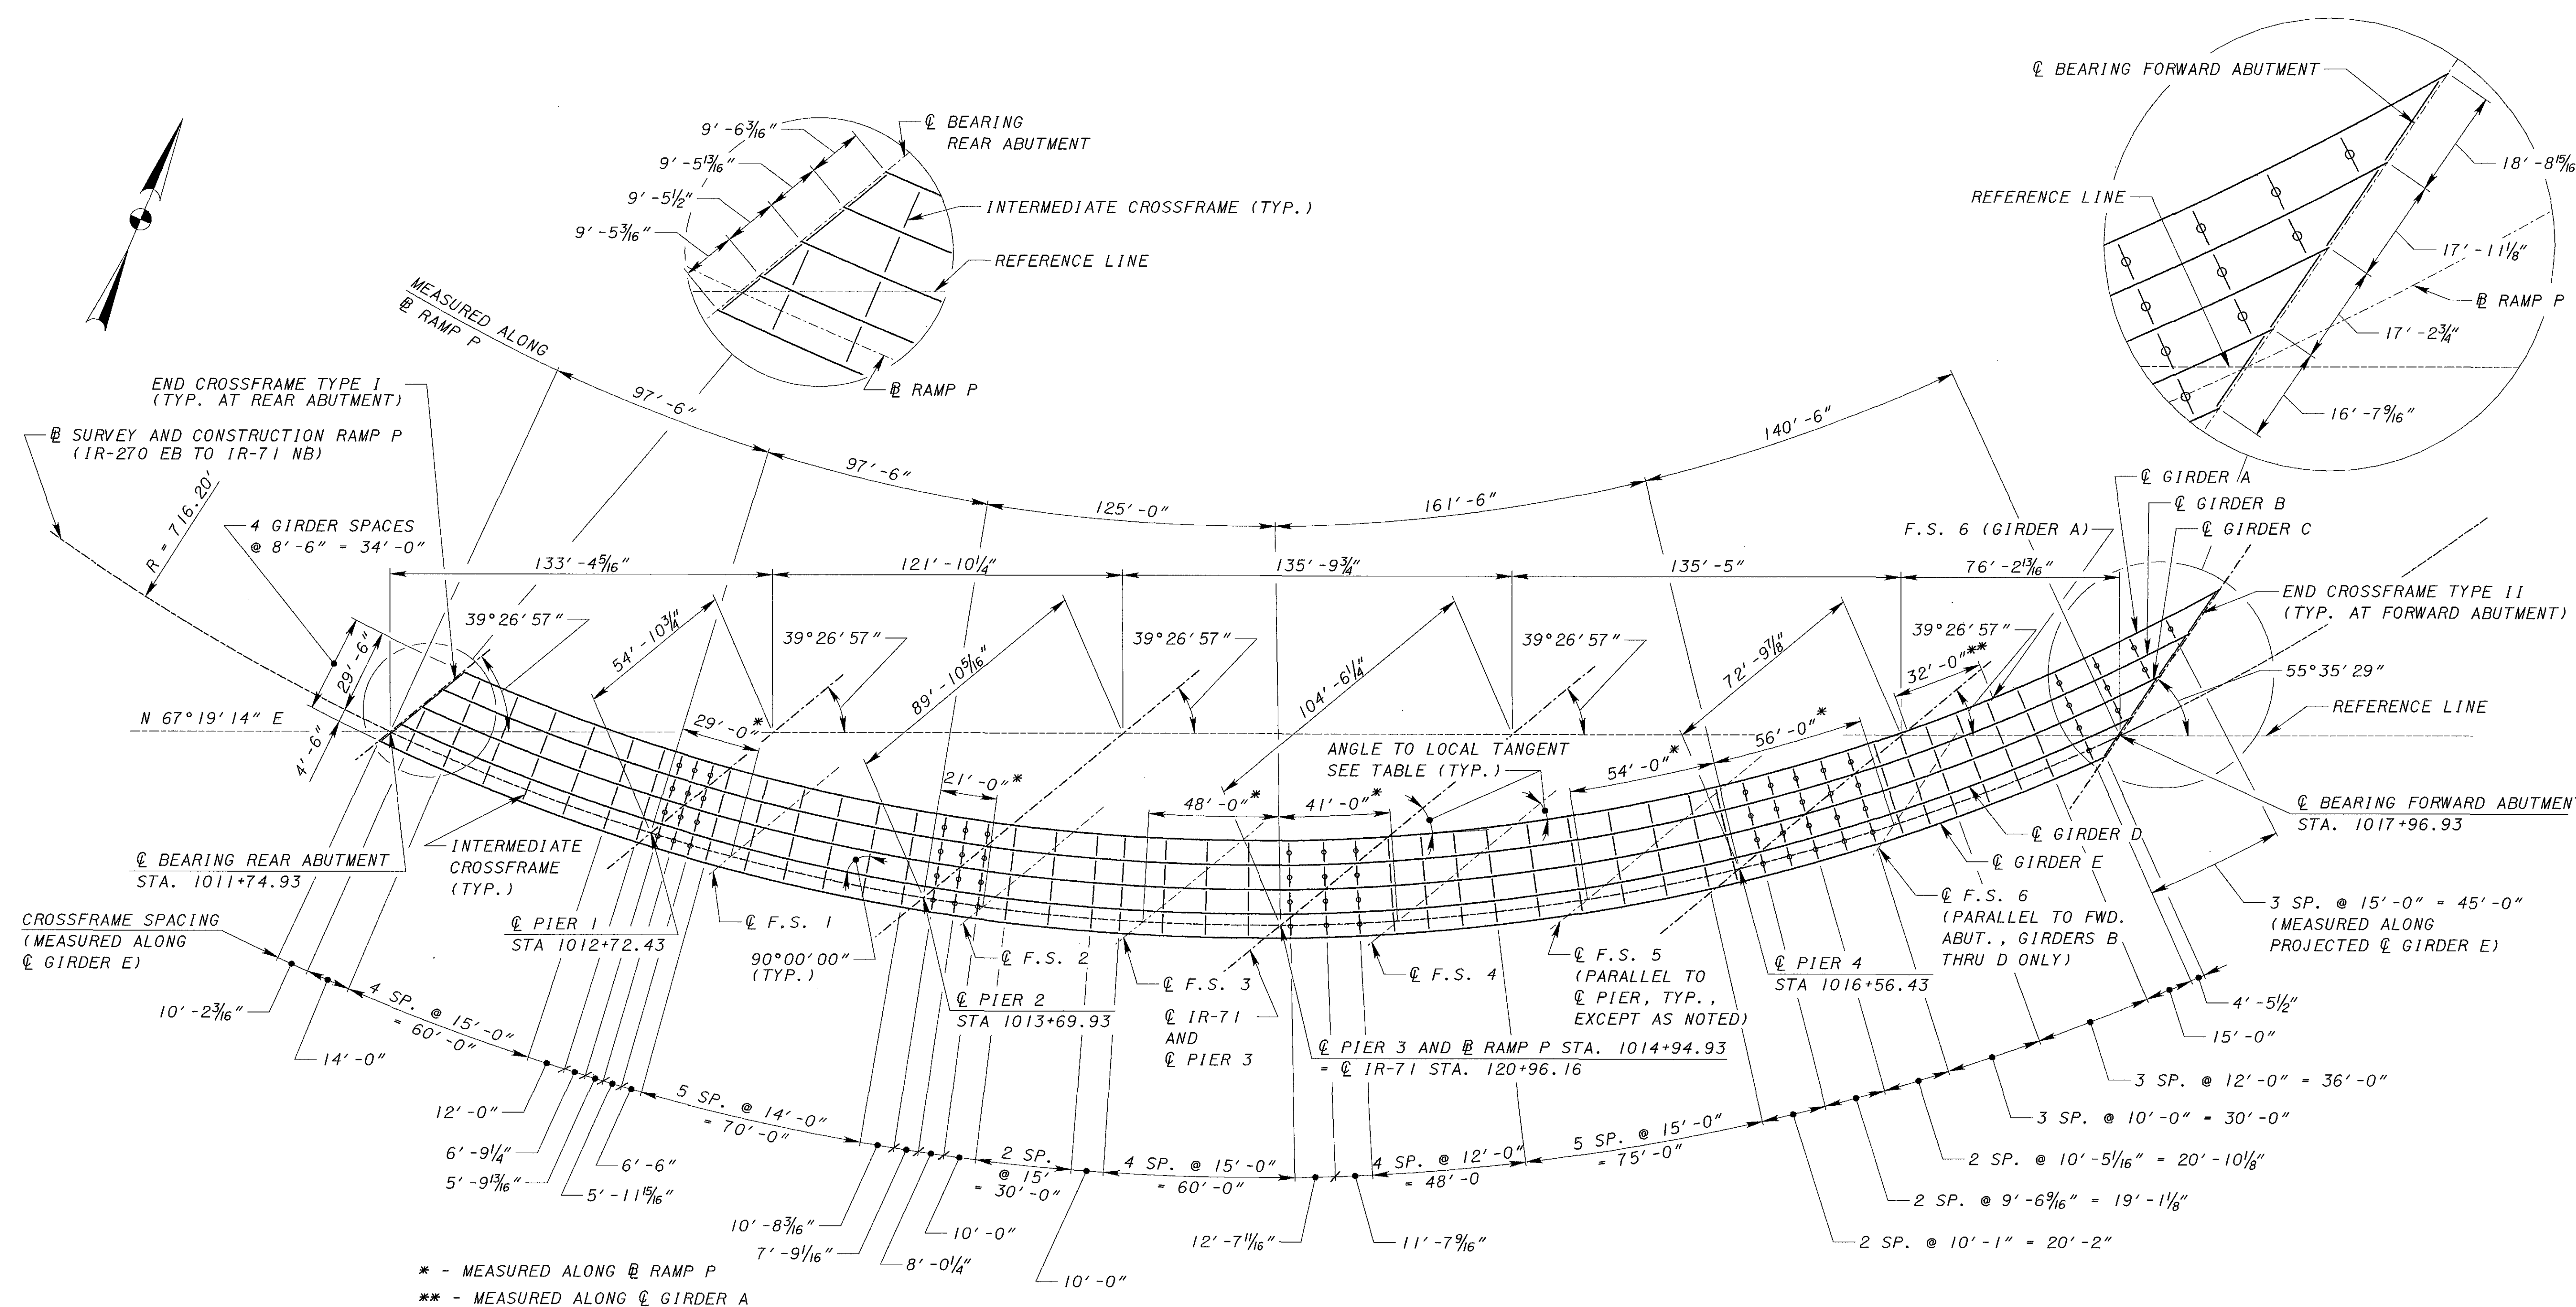 ℄ BEARING FORWARD ABUTMENT
18'-8 15/16"
REFERENCE LINE
17'-11 1/8"
℄ RAMP P
17'-2 3/4"
16'-7 9/16"
9'-6 3/16"
9'-5 13/16"
9'-5 1/2"
9'-5 3/16"
℄ BEARING
REAR ABUTMENT
INTERMEDIATE CROSSFRAME (TYP.)
REFERENCE LINE
℄ RAMP P
MEASURED ALONG
℄ RAMP P
97'-6"
97'-6"
125'-0"
161'-6"
140'-6"
END CROSSFRAME TYPE I
(TYP. AT REAR ABUTMENT)
℄ SURVEY AND CONSTRUCTION RAMP P
(IR-270 EB TO IR-71 NB)
R = 716.20'
4 GIRDER SPACES
@ 8'-6" = 34'-0"
133'-4 5/16"
121'-10 1/4"
135'-9 3/4"
135'-5"
76'-2 13/16"
℄ GIRDER A
℄ GIRDER B
℄ GIRDER C
F.S. 6 (GIRDER A)
END CROSSFRAME TYPE II
(TYP. AT FORWARD ABUTMENT)
29'-6"
4'-6"
39°26'57"
54'-10 3/4"
39°26'57"
89'-10 5/16"
39°26'57"
104'-6 1/4"
39°26'57"
72'-9 7/8"
39°26'57"
32'-0"**
55°35'29"
N 67°19'14" E
REFERENCE LINE
29'-0"*
21'-0"*
48'-0"*
41'-0"*
54'-0"*
56'-0"*
ANGLE TO LOCAL TANGENT
SEE TABLE (TYP.)
℄ BEARING FORWARD ABUTMENT
STA. 1017+96.93
℄ GIRDER D
℄ GIRDER E
℄ BEARING REAR ABUTMENT
STA. 1011+74.93
INTERMEDIATE
CROSSFRAME
(TYP.)
℄ PIER 1
STA 1012+72.43
℄ F.S. 1
90°00'00"
(TYP.)
℄ F.S. 2
℄ PIER 2
STA 1013+69.93
℄ F.S. 3
℄ IR-71
AND
℄ PIER 3
℄ PIER 3 AND ℄ RAMP P STA. 1014+94.93
= ℄ IR-71 STA. 120+96.16
℄ F.S. 4
℄ F.S. 5
(PARALLEL TO
℄ PIER, TYP.,
EXCEPT AS NOTED)
℄ PIER 4
STA 1016+56.43
℄ F.S. 6
(PARALLEL TO FWD.
ABUT., GIRDERS B
THRU D ONLY)
3 SP. @ 15'-0" = 45'-0"
(MEASURED ALONG
PROJECTED ℄ GIRDER E)
CROSSFRAME SPACING
(MEASURED ALONG
℄ GIRDER E)
10'-2 3/16"
14'-0"
4 SP. @ 15'-0"
= 60'-0"
12'-0"
6'-9 1/4"
5'-9 13/16"
5'-11 15/16"
6'-6"
5 SP. @ 14'-0"
= 70'-0"
10'-8 3/16"
7'-9 1/16"
8'-0 1/4"
10'-0"
2 SP.
@ 15'
= 30'-0"
10'-0"
4 SP. @ 15'-0"
= 60'-0"
12'-7 11/16"
11'-7 9/16"
4 SP. @ 12'-0"
= 48'-0
5 SP. @ 15'-0"
= 75'-0"
2 SP. @ 10'-1" = 20'-2"
2 SP. @ 9'-6 9/16" = 19'-1 1/8"
2 SP. @ 10'-5 1/16" = 20'-10 1/8"
3 SP. @ 10'-0" = 30'-0"
3 SP. @ 12'-0" = 36'-0"
15'-0"
4'-5 1/2"
* - MEASURED ALONG ℄ RAMP P
** - MEASURED ALONG ℄ GIRDER A